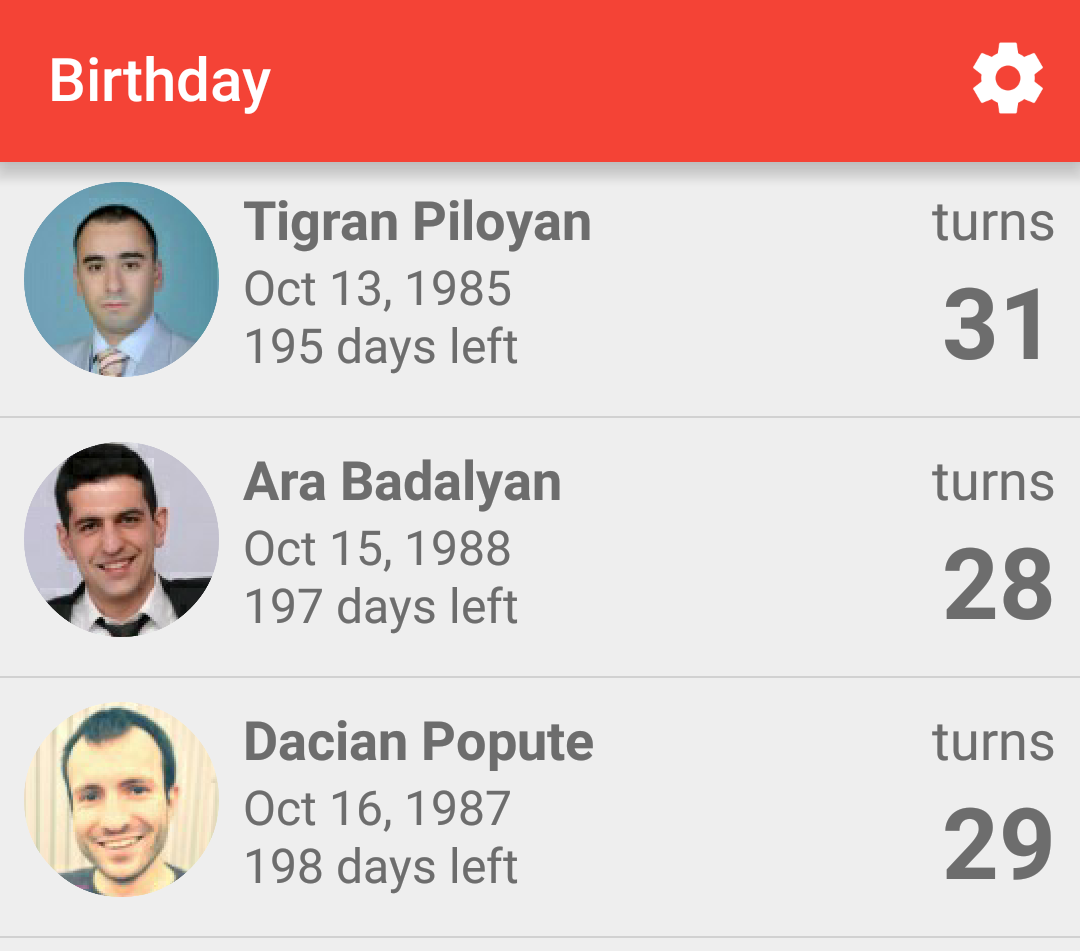 Birthday
Tigran Piloyan
turns
Oct 13, 1985
31
195 days left
Ara Badalyan
turns
Oct 15, 1988
28
197 days left
Dacian Popute
turns
Oct 16, 1987
29
198 days left